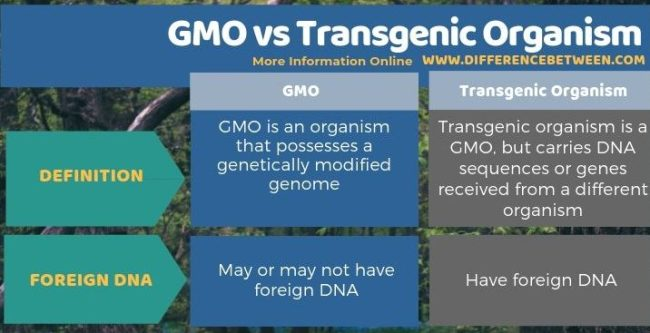 GMO vs Transgenic Organism
More Information Online   WWW.DIFFERENCEBETWEEN.COM
GMO
Transgenic Organism
DEFINITION
GMO is an organism
that possesses a
genetically modified
genome
Transgenic organism is a
GMO, but carries DNA
sequences or genes
received from a different
organism
FOREIGN DNA
May or may not have
foreign DNA
Have foreign DNA